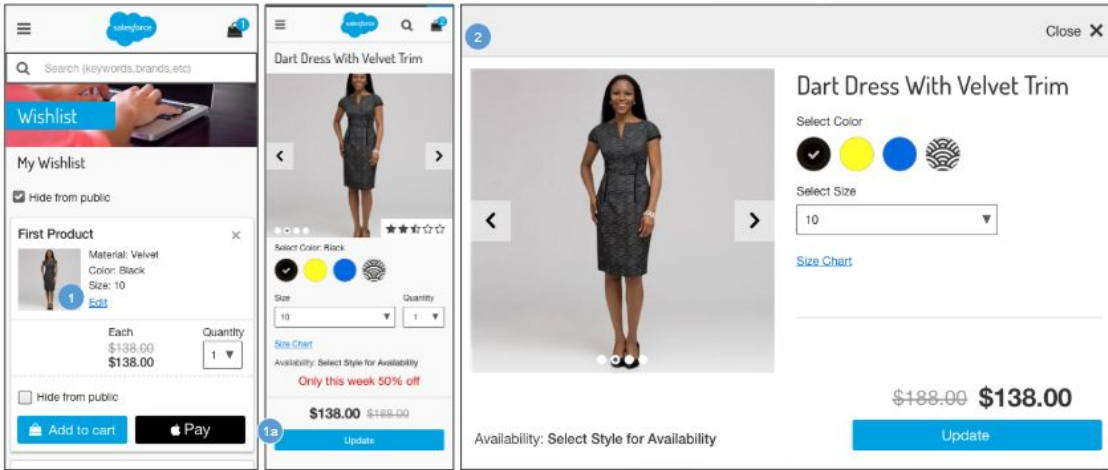 salesforce
1
Search (keywords,brands,etc)
Wishlist
My Wishlist
Hide from public
First Product
Material: Velvet
Color: Black
Size: 10
1
Edit
Each
Quantity
$138.00
$138.00
1
Hide from public
Add to cart
Pay
salesforce
2
Dart Dress With Velvet Trim
Select Color: Black
Size
Quantity
10
1
Size Chart
Availability: Select Style for Availability
Only this week 50% off
$138.00 $188.00
1a
Update
2
Close
Dart Dress With Velvet Trim
Select Color
Select Size
10
Size Chart
$188.00 $138.00
Availability: Select Style for Availability
Update